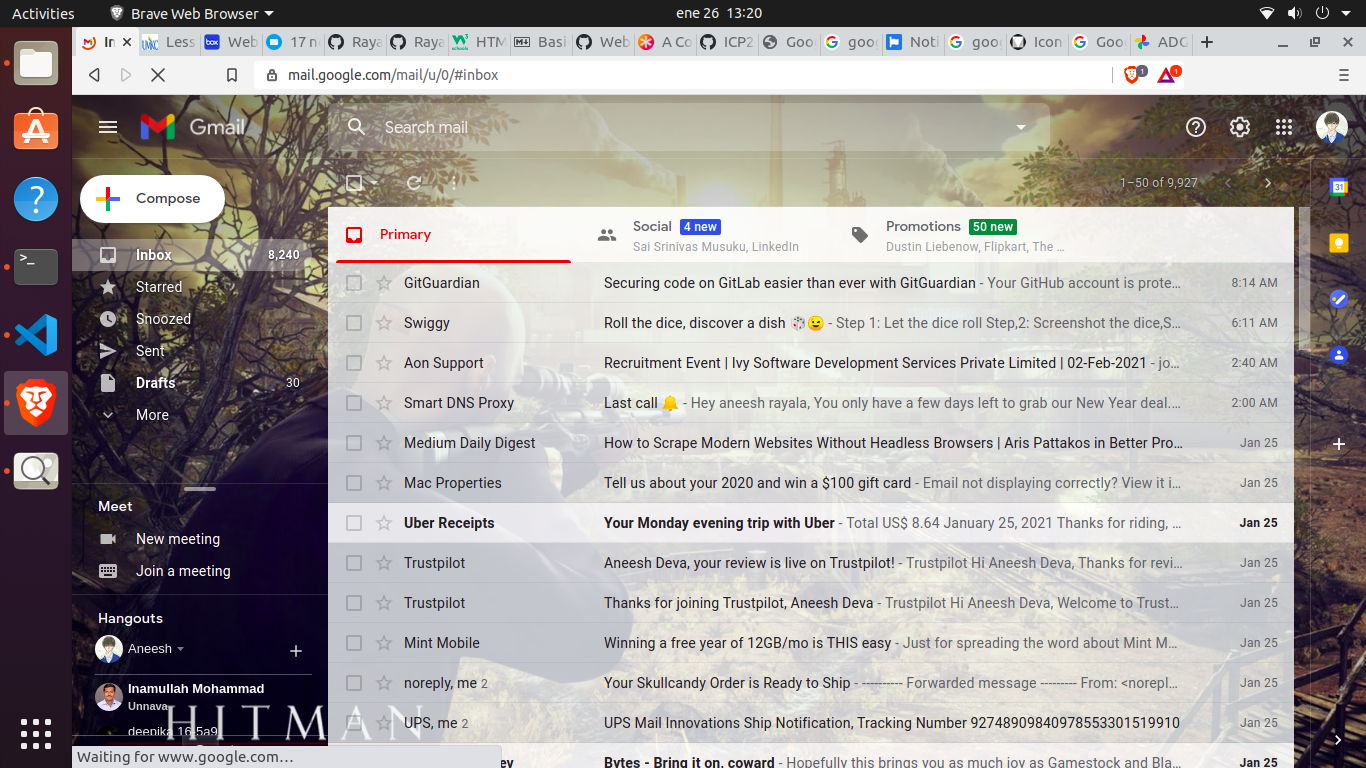 Activities Brave Web Browser ene 26 13:20
In Less Web 17 n Raya Raya HTM Basi Web A Co ICP2 Goo goog Noti goog Icon Goo ADG
mail.google.com/mail/u/0/#inbox 1 1
Gmail Search mail
Compose 1–50 of 9,927
Primary Social 4 new Promotions 50 new
Sai Srinivas Musuku, LinkedIn Dustin Liebenow, Flipkart, The …
Inbox 8,240
Starred
Snoozed
Sent
Drafts 30
More
Meet
New meeting
Join a meeting
Hangouts
Aneesh
Inamullah Mohammad
Unnava
deepika 16-5a9
HITMAN
GitGuardian Securing code on GitLab easier than ever with GitGuardian - Your GitHub account is prote… 8:14 AM
Swiggy Roll the dice, discover a dish 🎲😉 - Step 1: Let the dice roll Step,2: Screenshot the dice,S… 6:11 AM
Aon Support Recruitment Event | Ivy Software Development Services Private Limited | 02-Feb-2021 - jo… 2:40 AM
Smart DNS Proxy Last call 🔔 - Hey aneesh rayala, You only have a few days left to grab our New Year deal.… 2:00 AM
Medium Daily Digest How to Scrape Modern Websites Without Headless Browsers | Aris Pattakos in Better Pro… Jan 25
Mac Properties Tell us about your 2020 and win a $100 gift card - Email not displaying correctly? View it i… Jan 25
Uber Receipts Your Monday evening trip with Uber - Total US$ 8.64 January 25, 2021 Thanks for riding, … Jan 25
Trustpilot Aneesh Deva, your review is live on Trustpilot! - Trustpilot Hi Aneesh Deva, Thanks for revi… Jan 25
Trustpilot Thanks for joining Trustpilot, Aneesh Deva - Trustpilot Hi Aneesh Deva, Welcome to Trust… Jan 25
Mint Mobile Winning a free year of 12GB/mo is THIS easy - Just for spreading the word about Mint M… Jan 25
noreply, me 2 Your Skullcandy Order is Ready to Ship - ---------- Forwarded message --------- From: <norepl… Jan 25
UPS, me 2 UPS Mail Innovations Ship Notification, Tracking Number 92748909840978553301519910 Jan 25
ey Bytes - Bring it on, coward - Hopefully this brings you as much joy as Gamestock and Bla… Jan 25
Waiting for www.google.com…